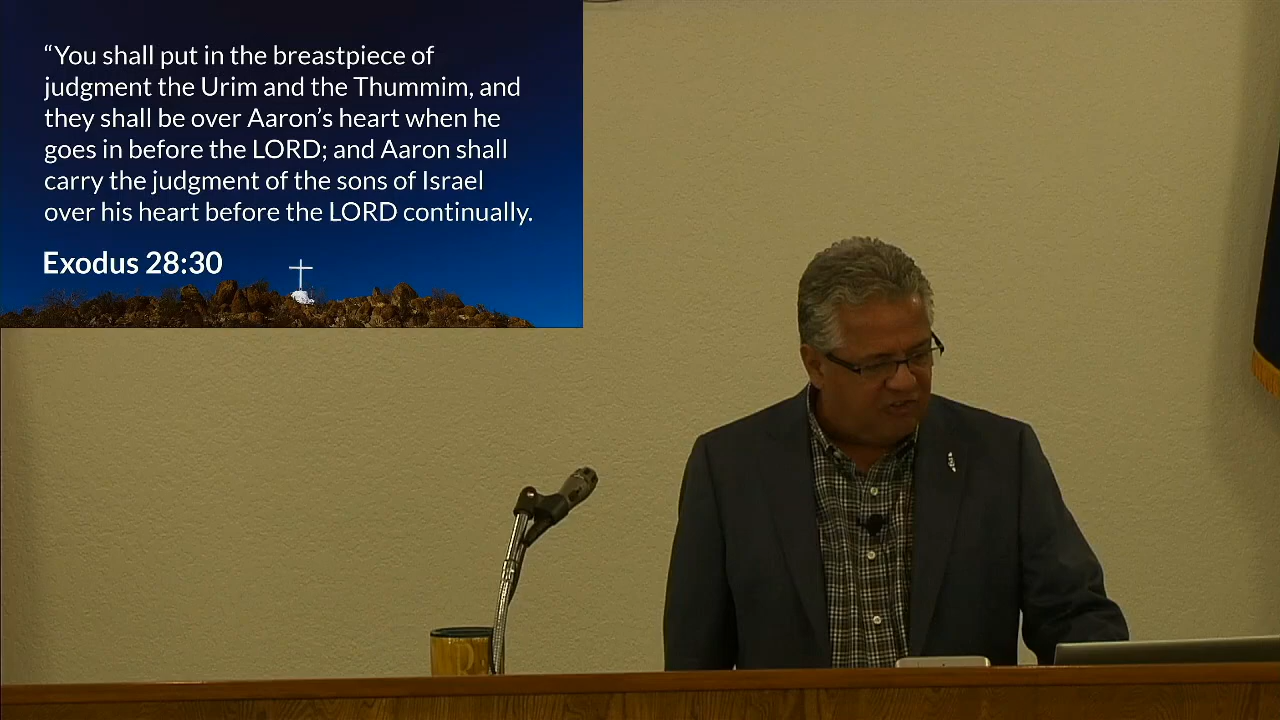 “You shall put in the breastpiece of
judgment the Urim and the Thummim, and
they shall be over Aaron’s heart when he
goes in before the LORD; and Aaron shall
carry the judgment of the sons of Israel
over his heart before the LORD continually.
Exodus 28:30